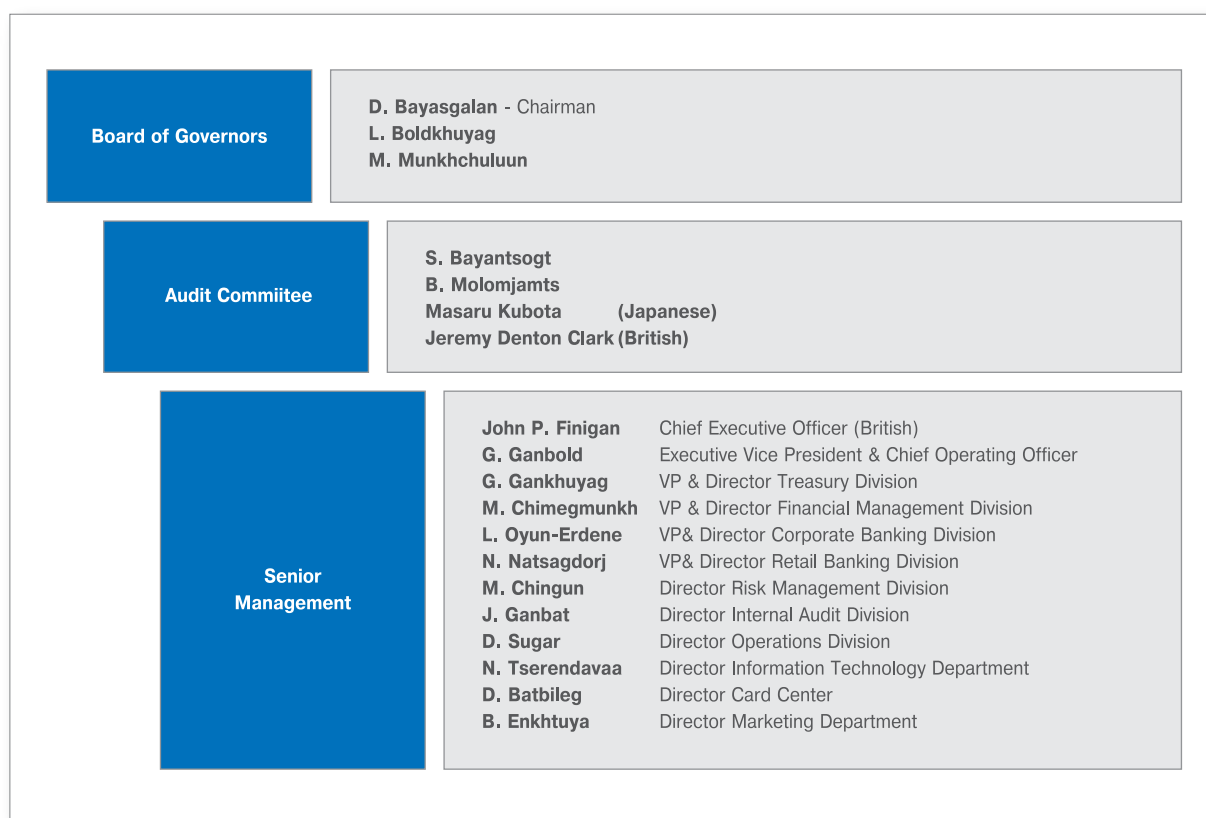 Board of Governors
D. Bayasgalan - Chairman
L. Boldkhuyag
M. Munkhchuluun
Audit Commiitee
S. Bayantsogt
B. Molomjamts
Masaru Kubota (Japanese)
Jeremy Denton Clark (British)
Senior
Management
John P. Finigan Chief Executive Officer (British)
G. Ganbold Executive Vice President & Chief Operating Officer
G. Gankhuyag VP & Director Treasury Division
M. Chimegmunkh VP & Director Financial Management Division
L. Oyun-Erdene VP& Director Corporate Banking Division
N. Natsagdorj VP& Director Retail Banking Division
M. Chingun Director Risk Management Division
J. Ganbat Director Internal Audit Division
D. Sugar Director Operations Division
N. Tserendavaa Director Information Technology Department
D. Batbileg Director Card Center
B. Enkhtuya Director Marketing Department